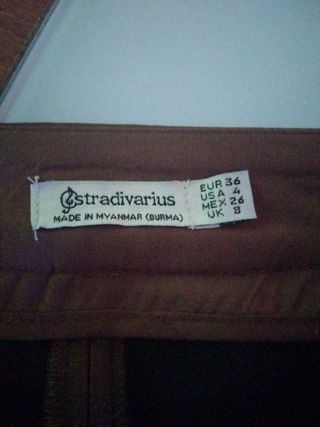 stradivarius
MADE IN MYANMAR (BURMA)
EUR 36
USA 4
MEX 26
UK 8